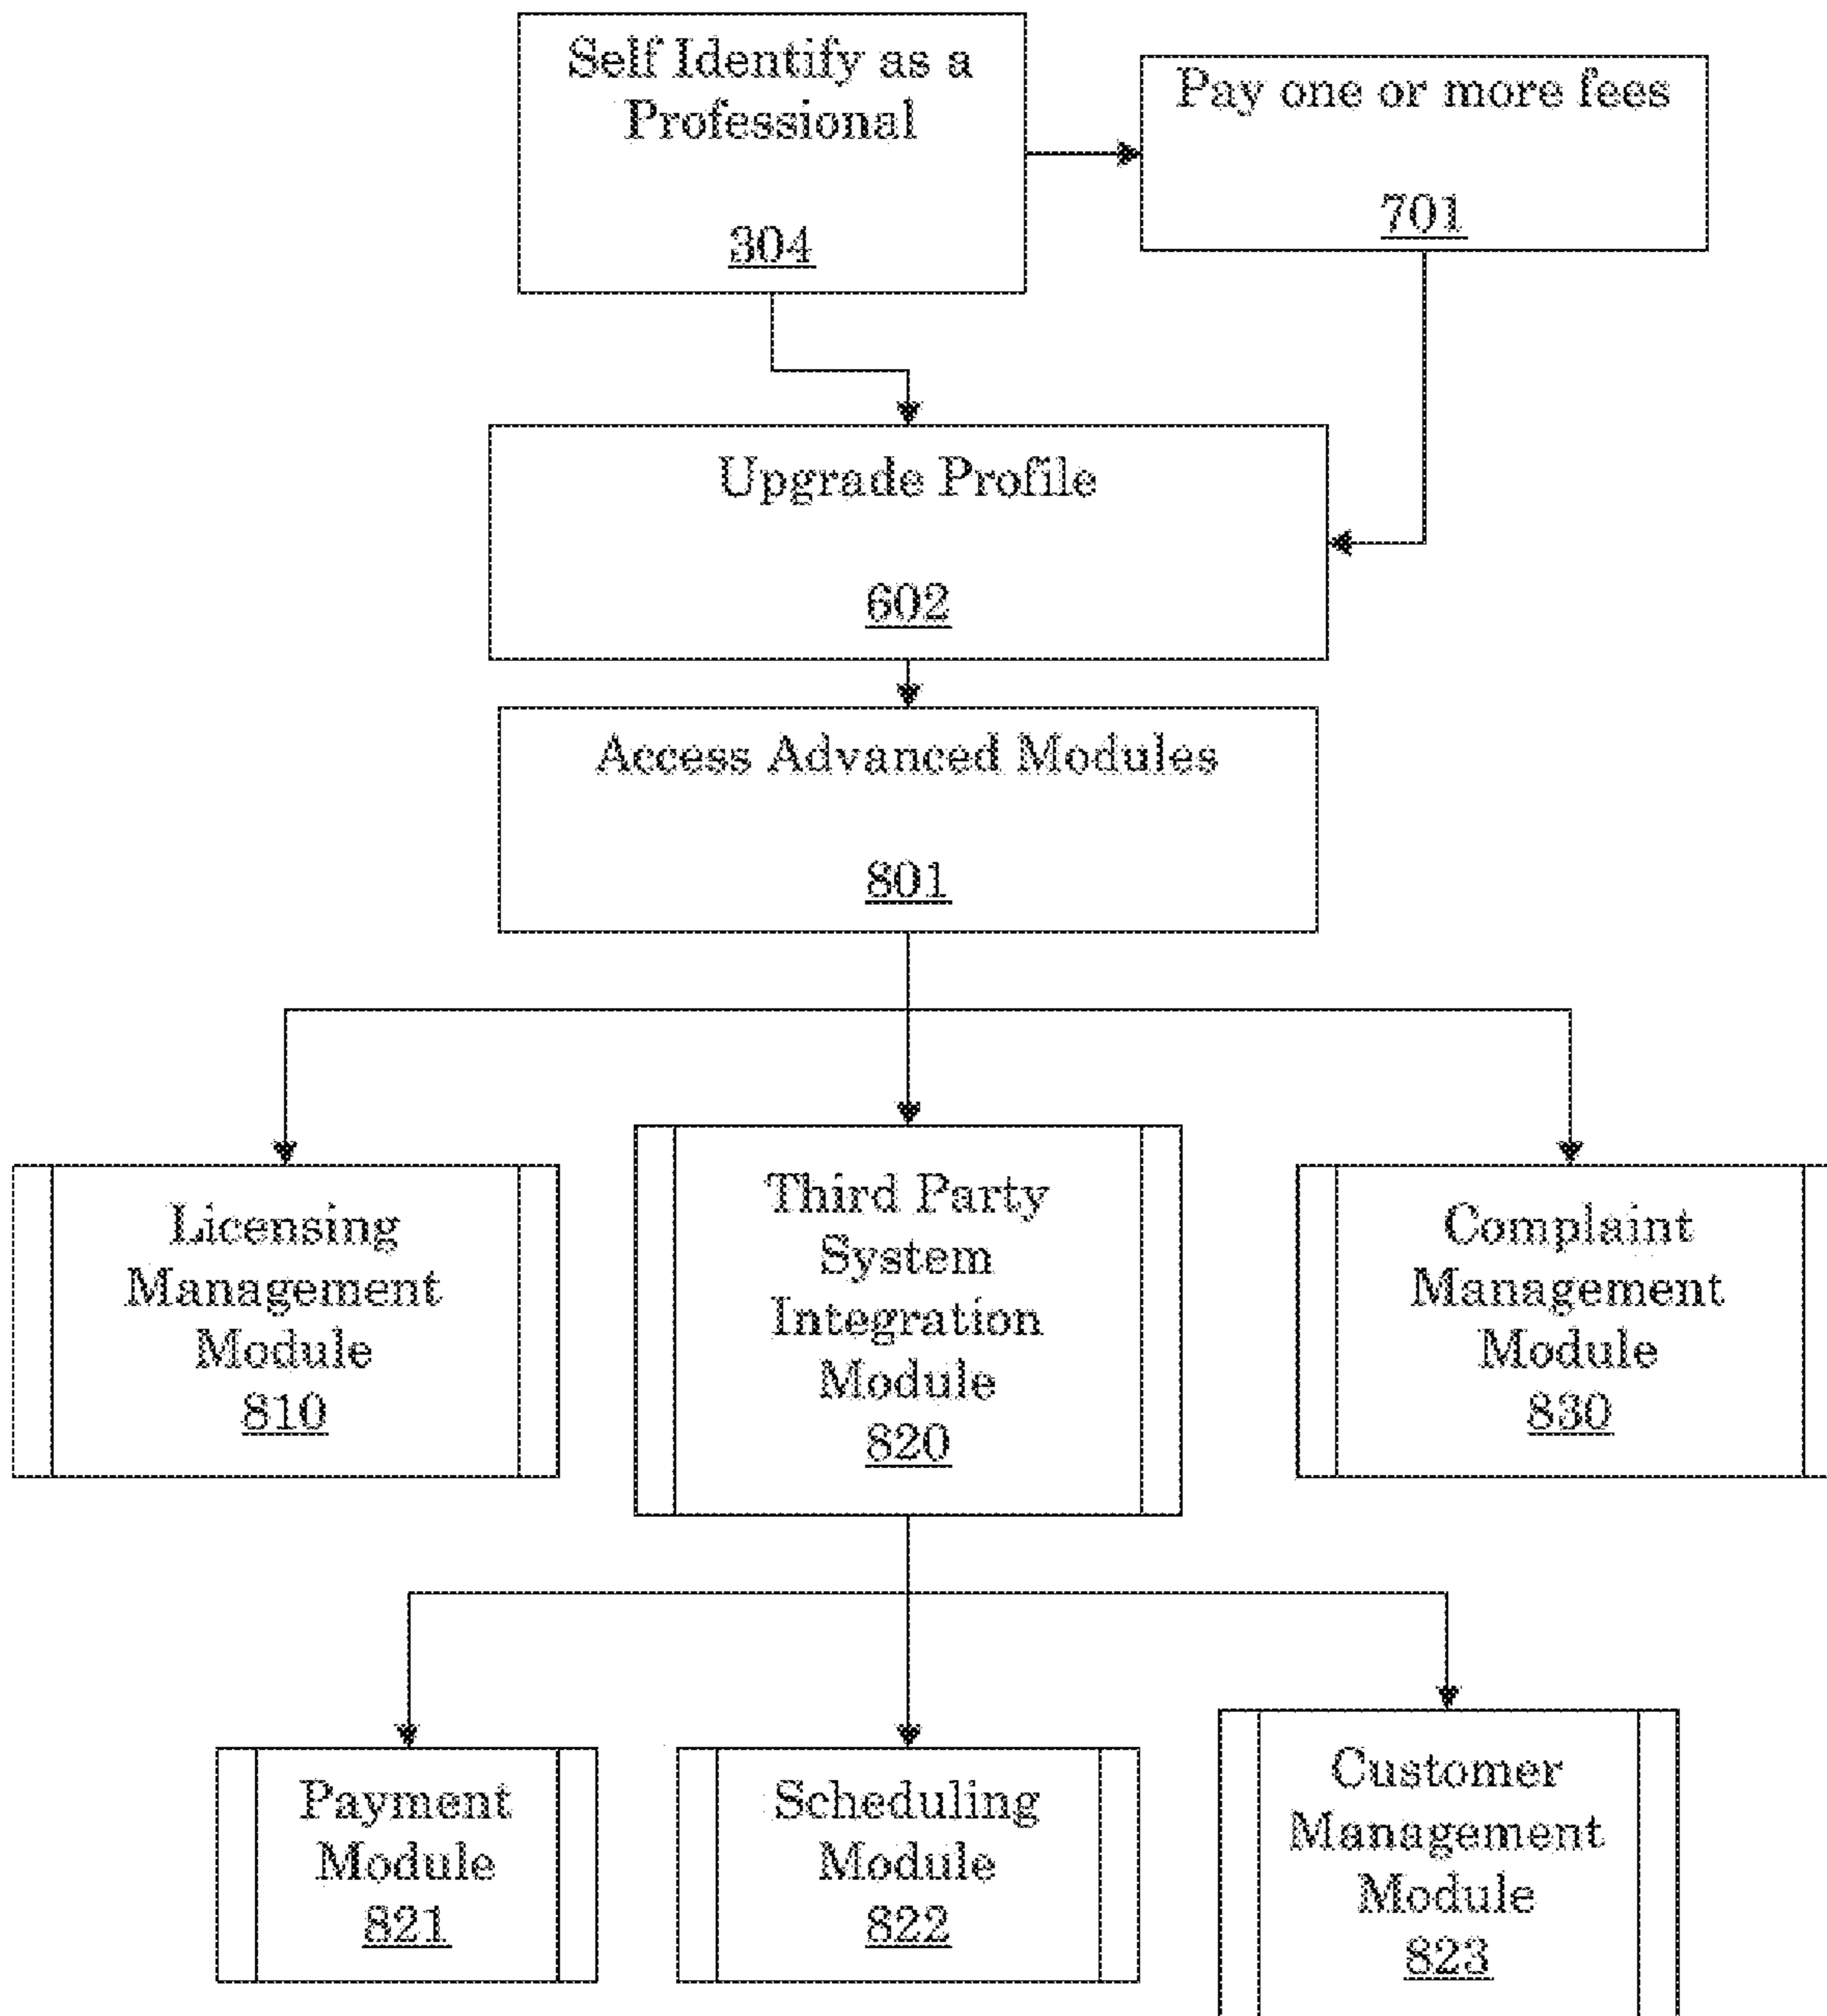 Self Identify as a
Professional
304
Pay one or more fees
701
Upgrade Profile
602
Access Advanced Modules
801
Licensing
Management
Module
810
Third Party
System
Integration
Module
820
Complaint
Management
Module
830
Payment
Module
821
Scheduling
Module
822
Customer
Management
Module
823